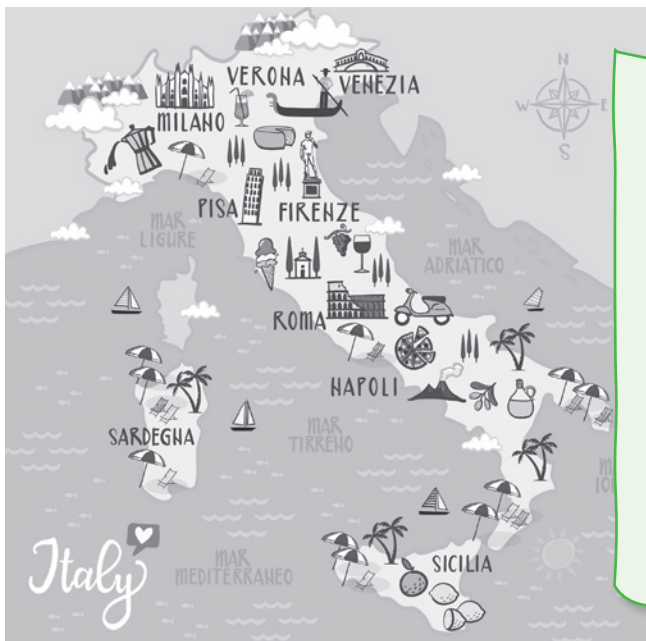 N
W E
S
VERONA
VENEZIA
MILANO
PISA
FIRENZE
MAR
LIGURE
MAR
ADRIATICO
ROMA
NAPOLI
SARDEGNA
MAR
TIRRENO
SICILIA
MAR
MEDITERRANEO
Italy